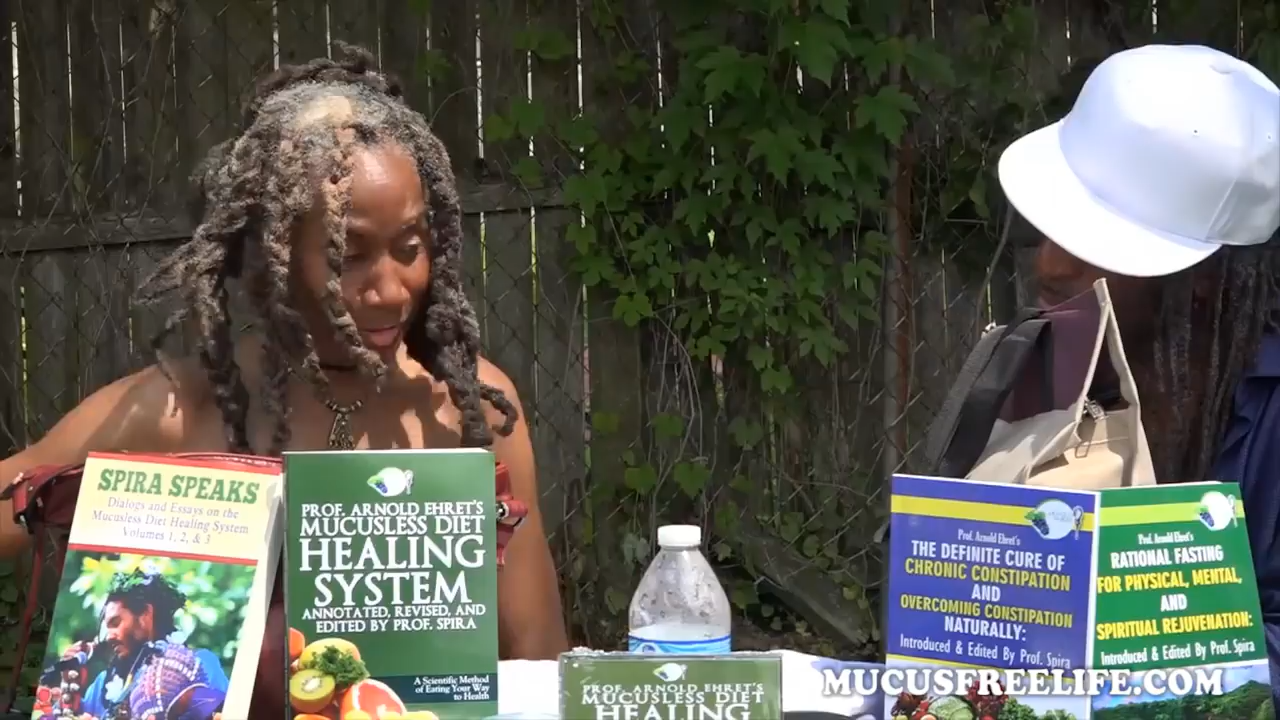 SPIRA SPEAKS
Dialogs and Essays on the
Mucusless Diet Healing System
Volumes 1, 2, & 3
PROF. ARNOLD EHRET'S
MUCUSLESS DIET
HEALING
SYSTEM
ANNOTATED, REVISED, AND
EDITED BY PROF. SPIRA
A Scientific Method
of Eating Your Way
to Health
PROF. ARNOLD EHRET'S
MUCUSLESS DIET
HEALING
Prof. Arnold Ehret's
THE DEFINITE CURE OF
CHRONIC CONSTIPATION
AND
OVERCOMING CONSTIPATION
NATURALLY:
Introduced & Edited By Prof. Spira
Prof. Arnold Ehret's
RATIONAL FASTING
FOR PHYSICAL, MENTAL,
AND
SPIRITUAL REJUVENATION:
Introduced & Edited By Prof. Spira
MUCUSFREELIFE.COM